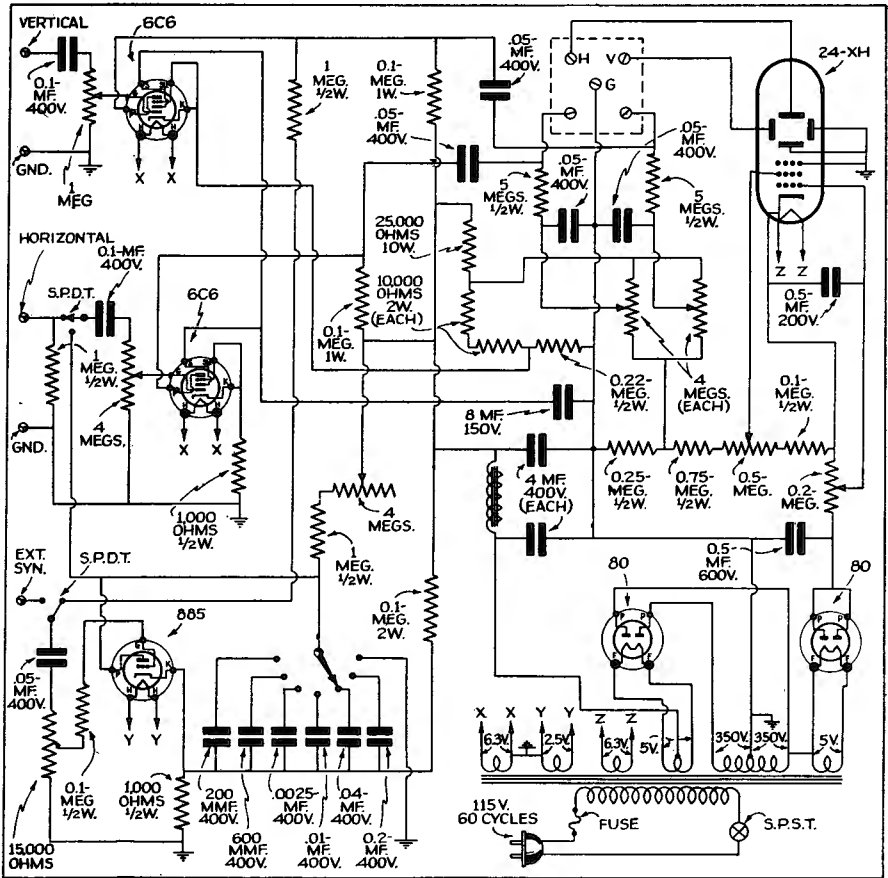 VERTICAL
6C6
0.1-
MF.
400V.
GND.
1
MEG
X X
1
MEG.
1/2W.
0.1-
MEG.
1W.
.05-
MF.
400V.
.05-
MF.
400V.
H V
G
.05-
MF.
400V.
.05-
MF.
400V.
24-XH
5
MEGS.
1/2W.
5
MEGS.
1/2W.
Z Z
0.5-
MF.
200V.
HORIZONTAL
0.1-MF.
400V.
S.P.D.T.
6C6
1
MEG.
1/2W.
4
MEGS.
GND.
X X
1,000
OHMS
1/2W.
25,000
OHMS
10W.
10,000
OHMS
2W.
(EACH)
0.1-
MEG.
1W.
0.22-
MEG.
1/2W.
4
MEGS.
(EACH)
0.1-
MEG.
1/2W.
8 MF.
150V.
4 MF.
400V.
(EACH)
0.25-
MEG.
1/2W.
0.75-
MEG.
1/2W.
0.5-
MEG.
0.2-
MEG.
4
MEGS.
1
MEG.
1/2W.
0.1-
MEG.
2W.
0.5-
MF.
600V.
EXT.
SYN.
S.P.D.T.
885
G
P K
H H
Y Y
.05-
MF.
400V.
0.1-
MEG
1/2W.
15,000
OHMS
1,000
OHMS
1/2W.
200
MMF.
400V.
600
MMF.
400V.
.0025-
MF.
400V.
.01-
MF.
400V.
.04-
MF.
400V.
0.2-
MF.
400V.
80
P P
F F
80
P P
F F
X X Y Y Z Z
6.3V. 2.5V. 6.3V. 5V. 350V. 350V. 5V.
115 V.
60 CYCLES
FUSE
S.P.S.T.